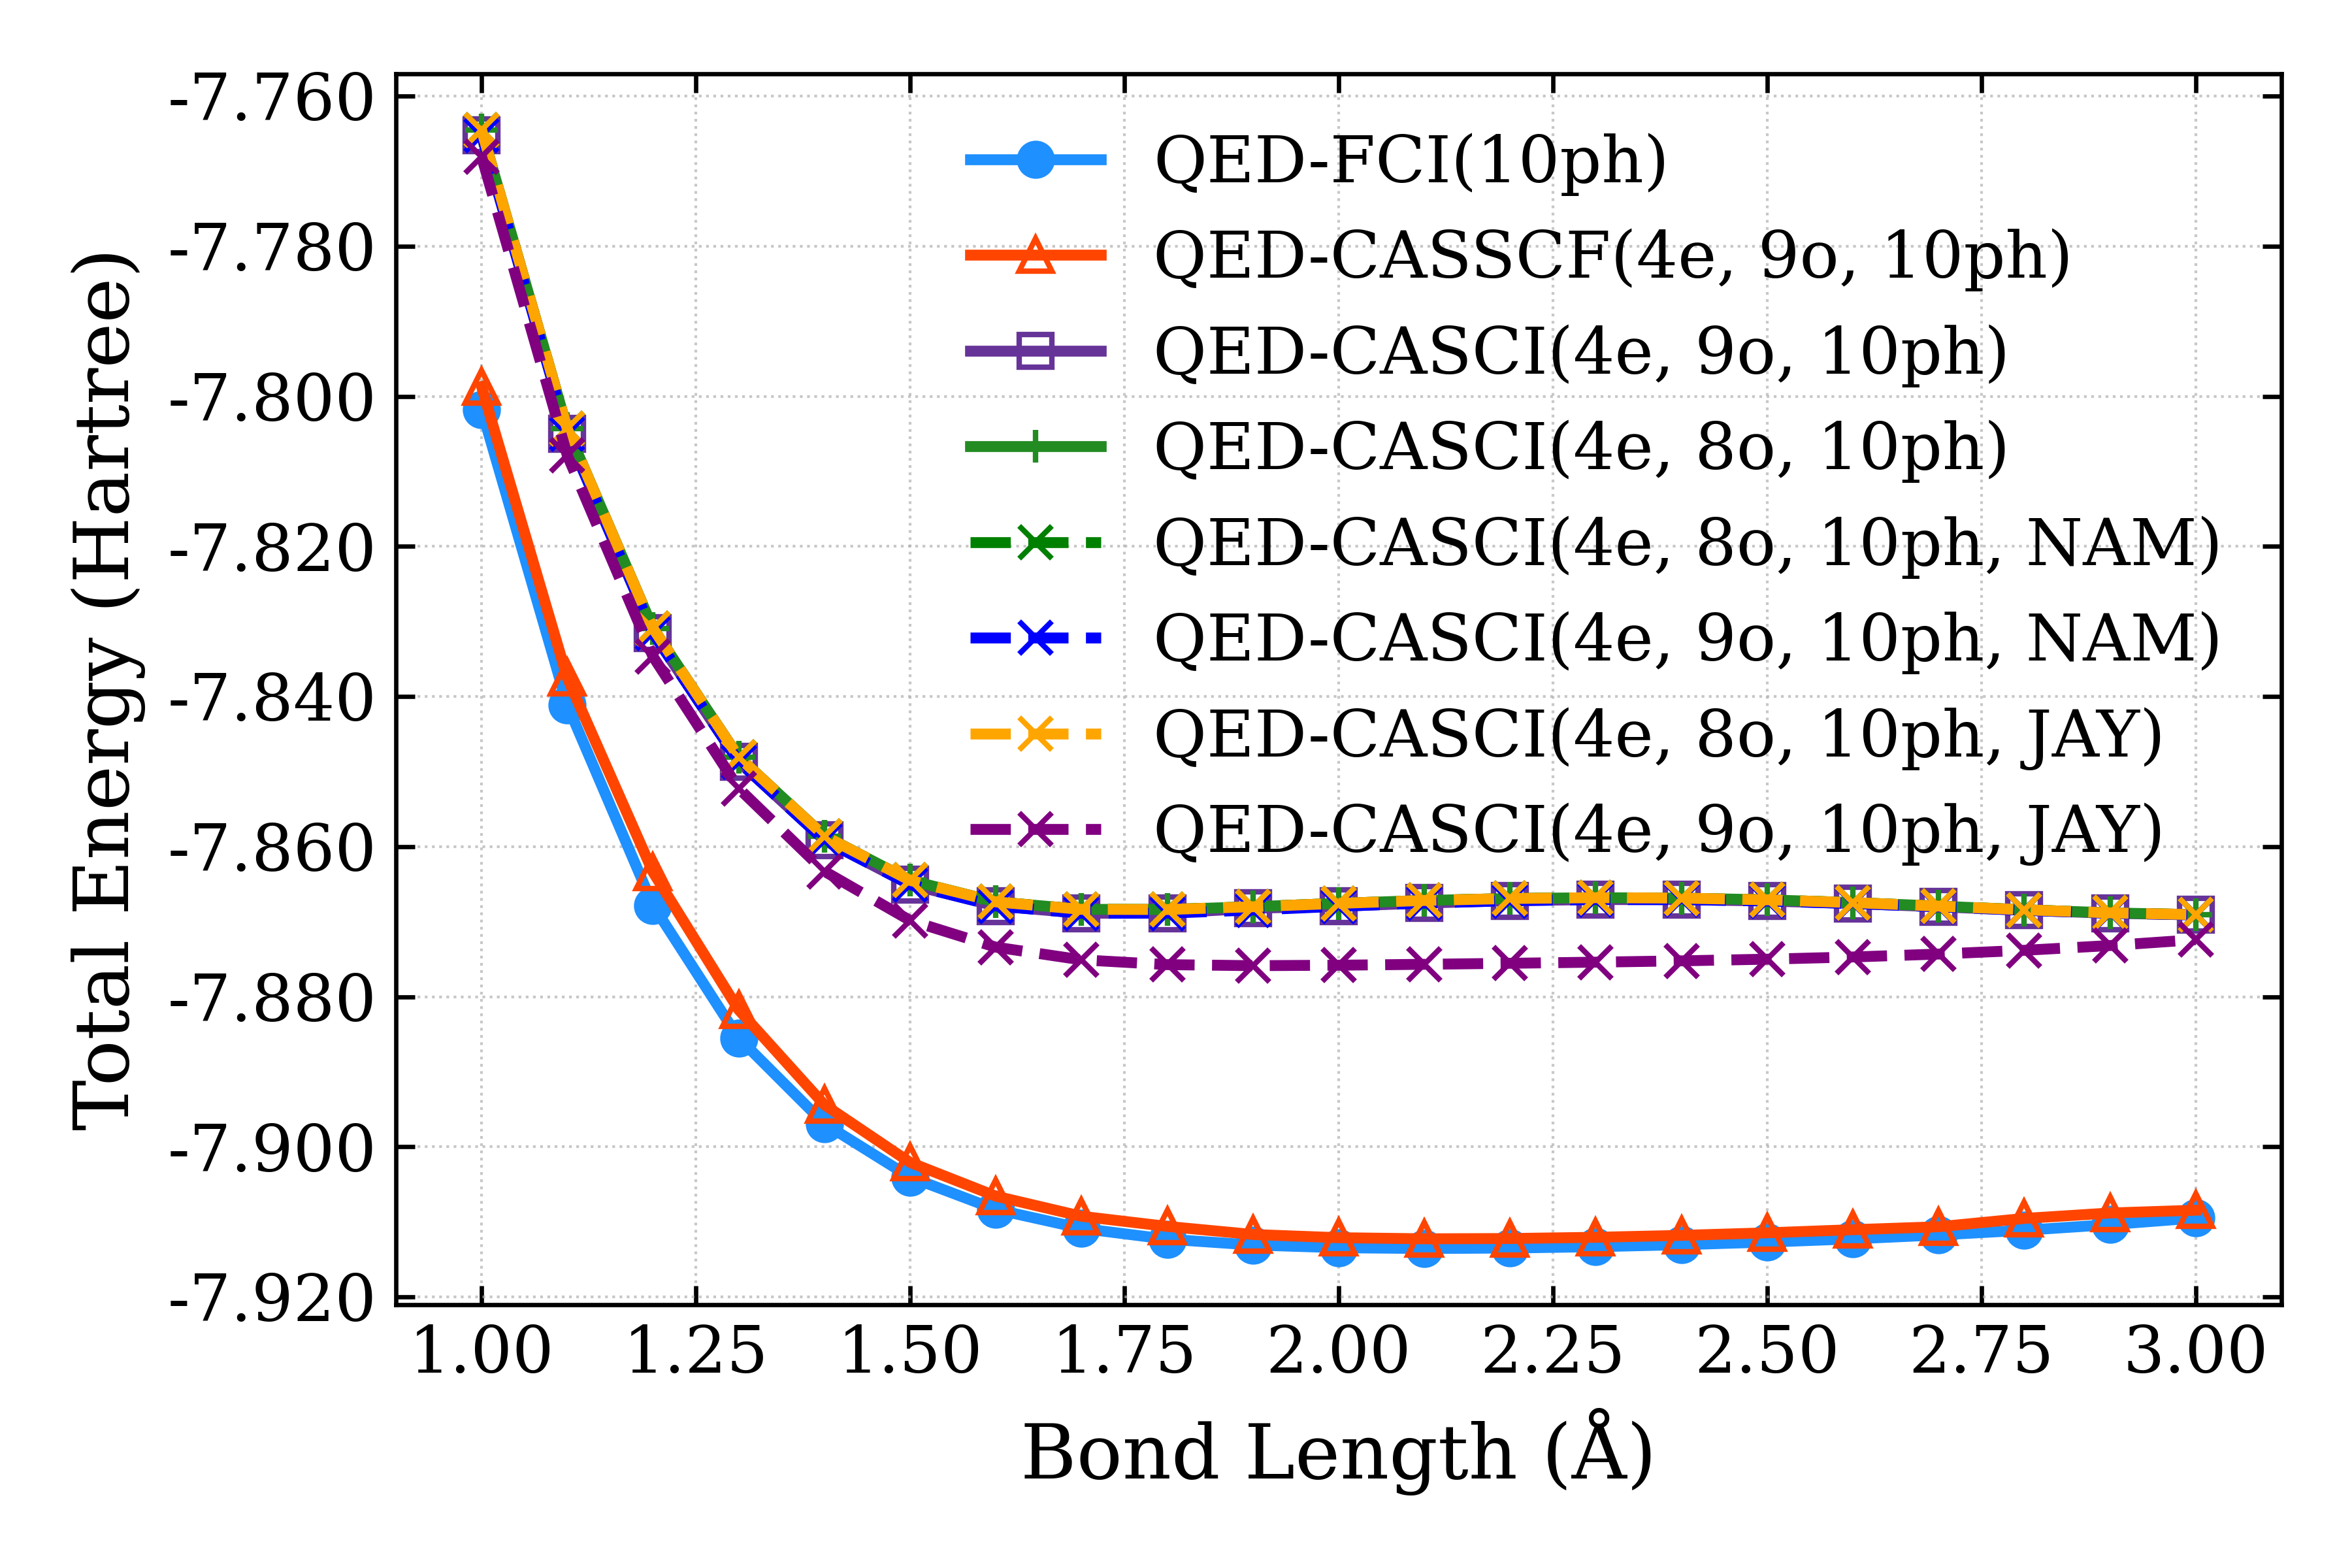 -7.760
-7.780
-7.800
-7.820
-7.840
-7.860
-7.880
-7.900
-7.920
Total Energy (Hartree)
QED-FCI(10ph)
QED-CASSCF(4e, 9o, 10ph)
QED-CASCI(4e, 9o, 10ph)
QED-CASCI(4e, 8o, 10ph)
QED-CASCI(4e, 8o, 10ph, NAM)
QED-CASCI(4e, 9o, 10ph, NAM)
QED-CASCI(4e, 8o, 10ph, JAY)
QED-CASCI(4e, 9o, 10ph, JAY)
1.00 1.25 1.50 1.75 2.00 2.25 2.50 2.75 3.00
Bond Length (Å)